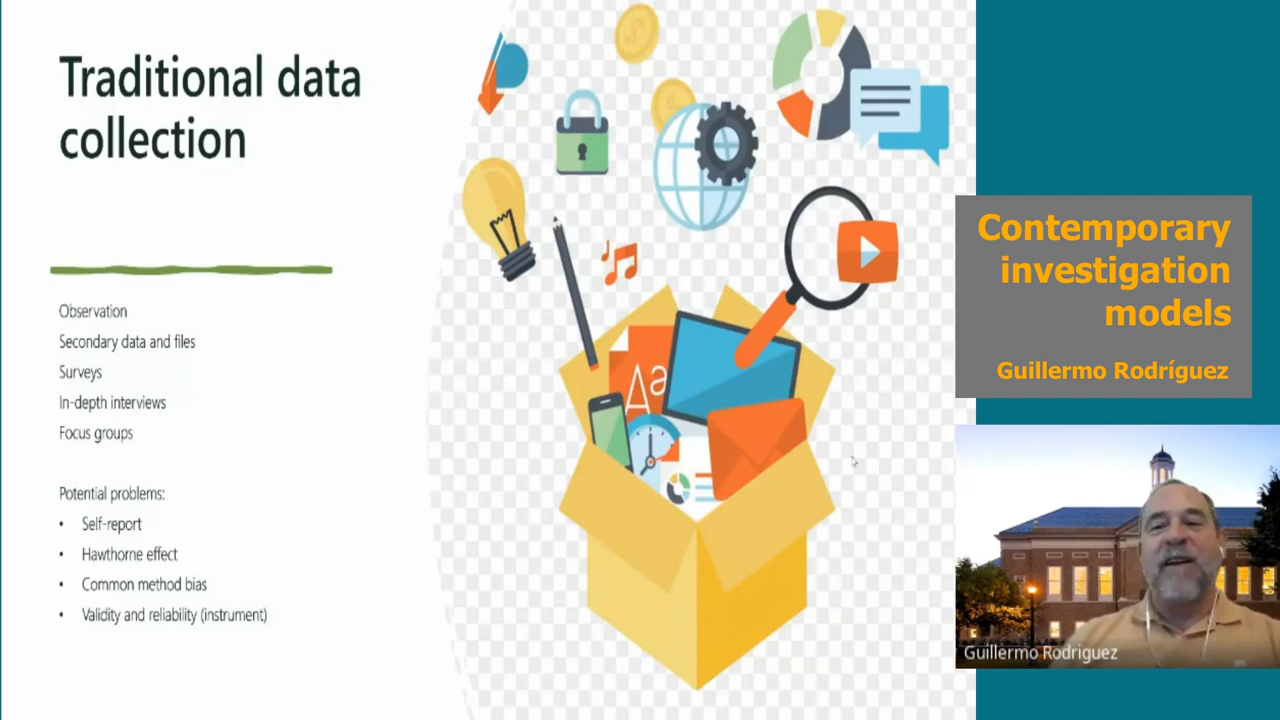 Traditional data
collection
Observation
Secondary data and files
Surveys
In-depth interviews
Focus groups
Potential problems:
• Self-report
• Hawthorne effect
• Common method bias
• Validity and reliability (instrument)
Aa
Contemporary
investigation
models
Guillermo Rodríguez
Guillermo Rodriguez